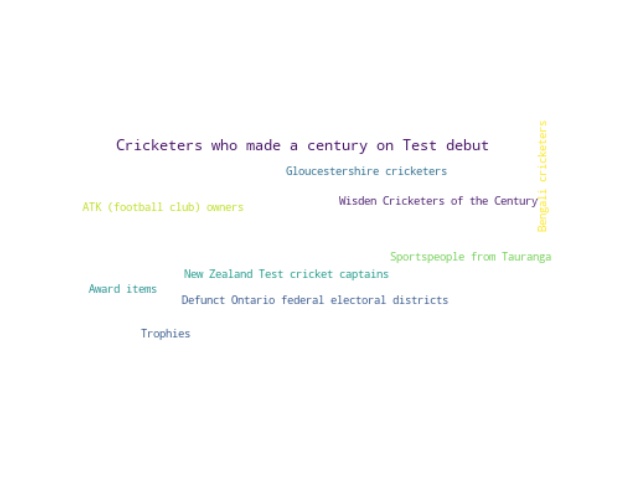 Cricketers who made a century on Test debut
Gloucestershire cricketers
Bengali cricketers
Wisden Cricketers of the Century
ATK (football club) owners
Sportspeople from Tauranga
New Zealand Test cricket captains
Award items
Defunct Ontario federal electoral districts
Trophies